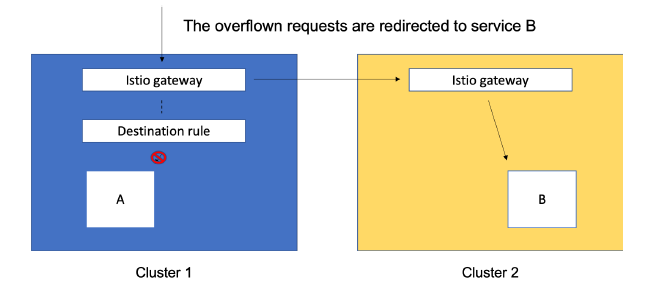 The overflown requests are redirected to service B
Istio gateway
Istio gateway
Destination rule
A
B
Cluster 1
Cluster 2